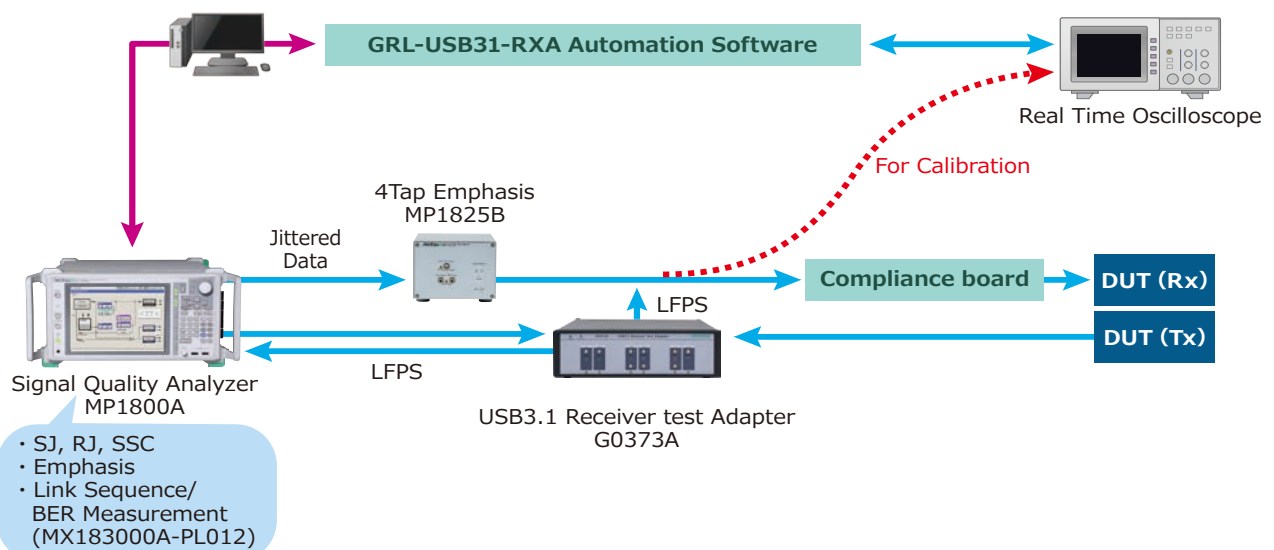 GRL-USB31-RXA Automation Software
Real Time Oscilloscope
For Calibration
4Tap Emphasis
MP1825B
Jittered
Data
Compliance board
DUT (Rx)
LFPS
DUT (Tx)
LFPS
Signal Quality Analyzer
MP1800A
USB3.1 Receiver test Adapter
G0373A
・SJ, RJ, SSC
・Emphasis
・Link Sequence/
BER Measurement
(MX183000A-PL012)